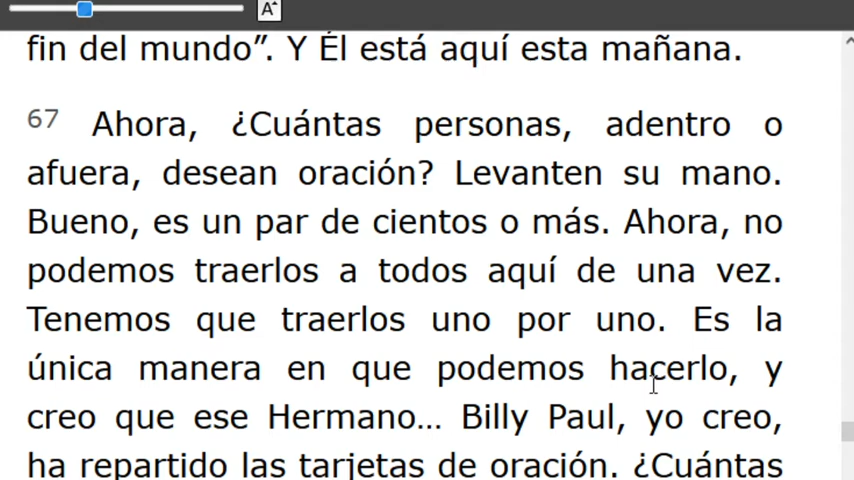 A
fin del mundo”. Y Él está aquí esta mañana.
67 Ahora, ¿Cuántas personas, adentro o
afuera, desean oración? Levanten su mano.
Bueno, es un par de cientos o más. Ahora, no
podemos traerlos a todos aquí de una vez.
Tenemos que traerlos uno por uno. Es la
única manera en que podemos hacerlo, y
creo que ese Hermano... Billy Paul, yo creo,
ha repartido las tarjetas de oración. ¿Cuántas